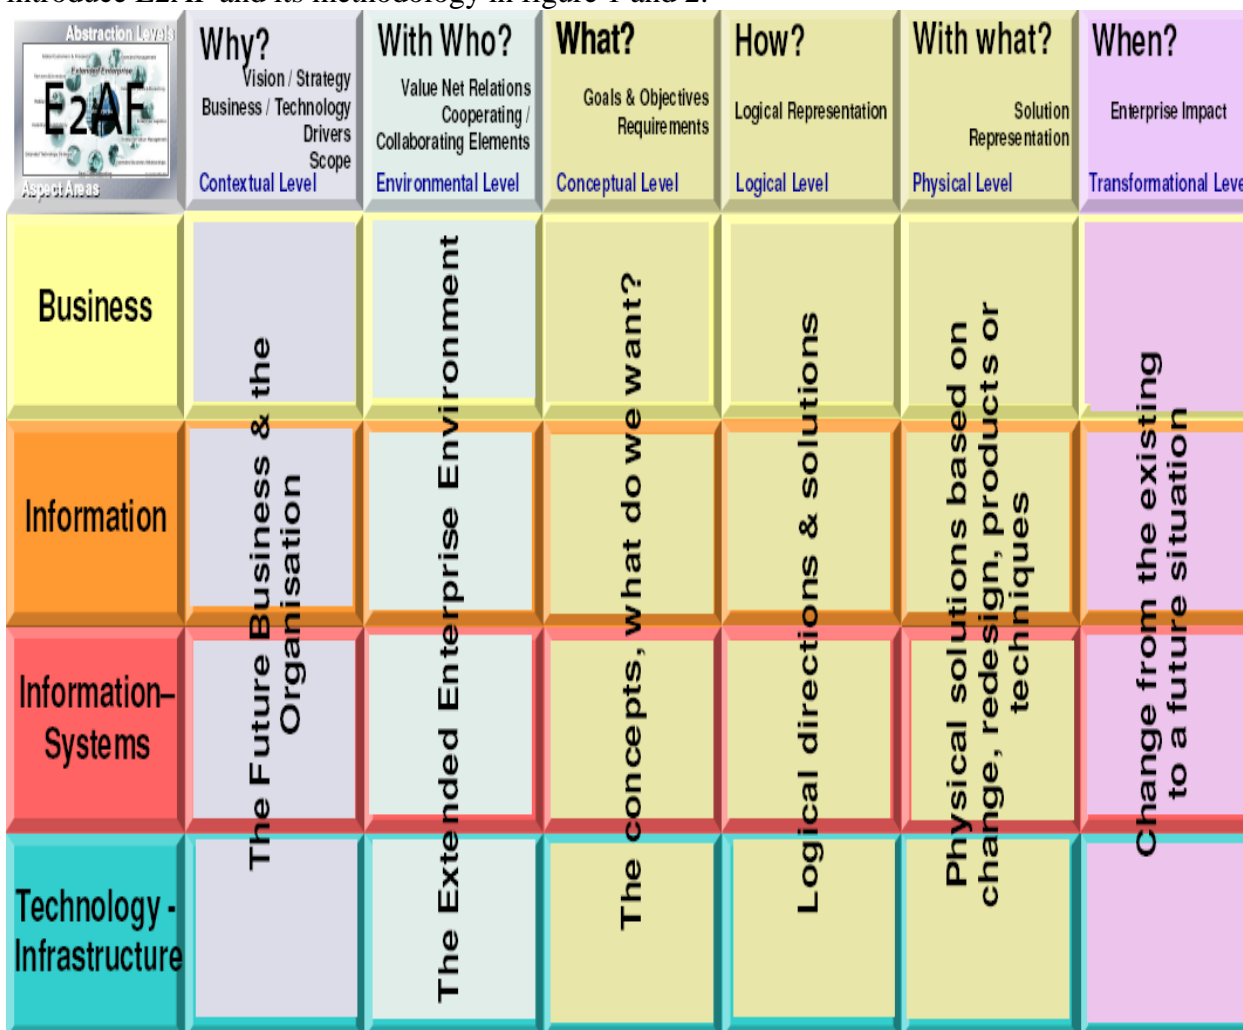 introduce E2AF and its methodology in figure 1 and 2.
Abstraction Levels
Extended Enterprise
E2AF
Aspect Areas
Why?
Vision / Strategy
Business / Technology
Drivers
Scope
Contextual Level
With Who?
Value Net Relations
Cooperating /
Collaborating Elements
Environmental Level
What?
Goals & Objectives
Requirements
Conceptual Level
How?
Logical Representation
Logical Level
With what?
Solution
Representation
Physical Level
When?
Enterprise Impact
Transformational Leve
Business
Information
Information–
Systems
Technology -
Infrastructure
The Future Business & the
Organisation
The Extended Enterprise Environment
The concepts, what do we want?
Logical directions & solutions
Physical solutions based on
change, redesign, products or
techniques
Change from the existing
to a future situation